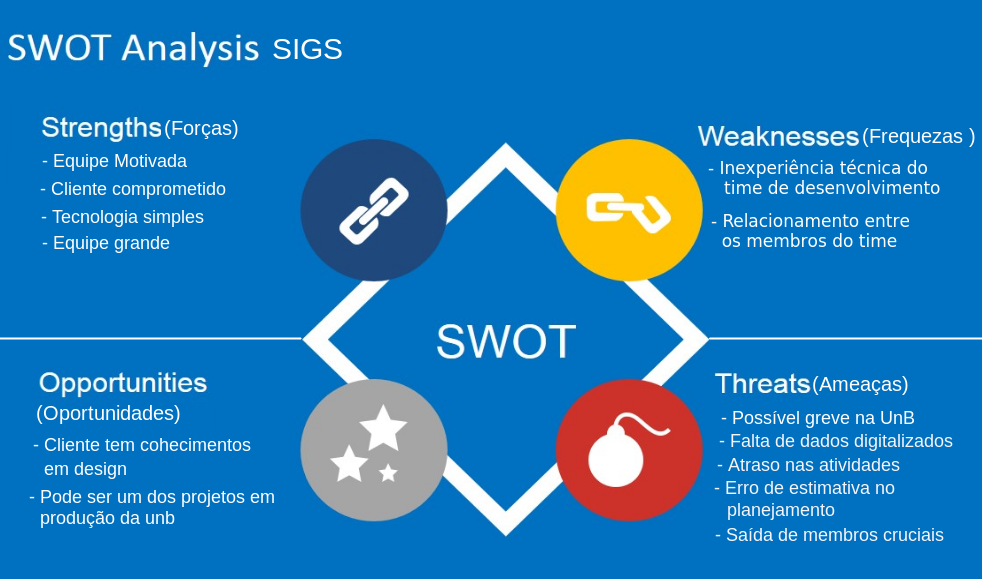 SWOT Analysis SIGS
Strengths (Forças)
- Equipe Motivada
- Cliente comprometido
- Tecnologia simples
- Equipe grande
Weaknesses (Frequezas )
- Inexperiência técnica do
time de desenvolvimento
- Relacionamento entre
os membros do time
SWOT
Opportunities
(Oportunidades)
- Cliente tem cohecimentos
em design
- Pode ser um dos projetos em
produção da unb
Threats (Ameaças)
- Possível greve na UnB
- Falta de dados digitalizados
- Atraso nas atividades
- Erro de estimativa no
planejamento
- Saída de membros cruciais